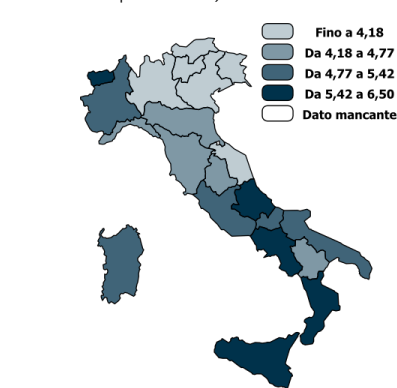 Fino a 4,18
Da 4,18 a 4,77
Da 4,77 a 5,42
Da 5,42 a 6,50
Dato mancante